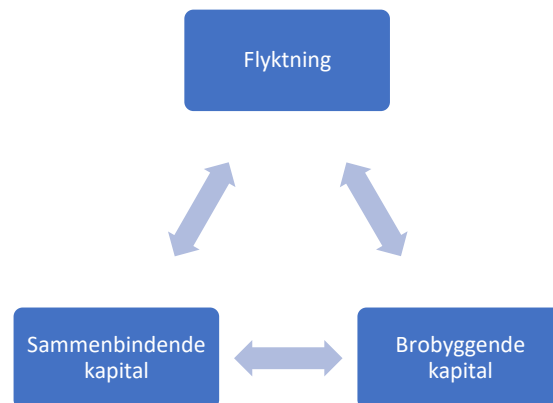 Flyktning
Sammenbindende
kapital
Brobyggende
kapital